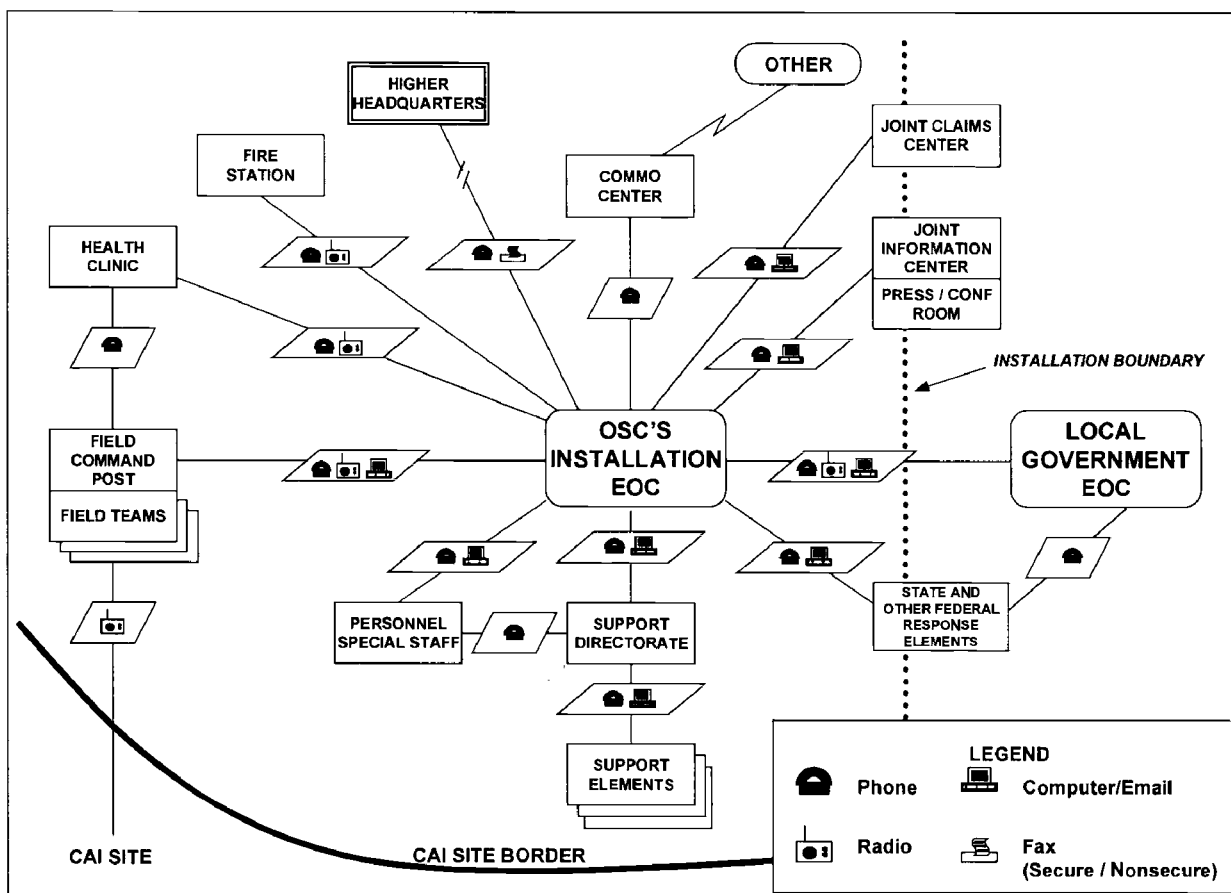 OTHER
HIGHER
HEADQUARTERS
JOINT CLAIMS
CENTER
FIRE
STATION
COMMO
CENTER
HEALTH
CLINIC
JOINT
INFORMATION
CENTER
PRESS / CONF
ROOM
INSTALLATION BOUNDARY
FIELD
COMMAND
POST
FIELD TEAMS
OSC'S
INSTALLATION
EOC
LOCAL
GOVERNMENT
EOC
PERSONNEL
SPECIAL STAFF
SUPPORT
DIRECTORATE
STATE AND
OTHER FEDERAL
RESPONSE
ELEMENTS
SUPPORT
ELEMENTS
CAI SITE
CAI SITE BORDER
LEGEND
Phone
Computer/Email
Radio
Fax
(Secure / Nonsecure)